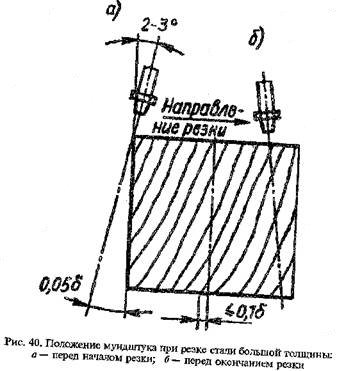 а)
2-3°
б)
Направле-
ние резки
0,05δ
≤0,1δ
Рис. 40. Положение мундштука при резке стали большой толщины:
а — перед началом резки; б — перед окончанием резки